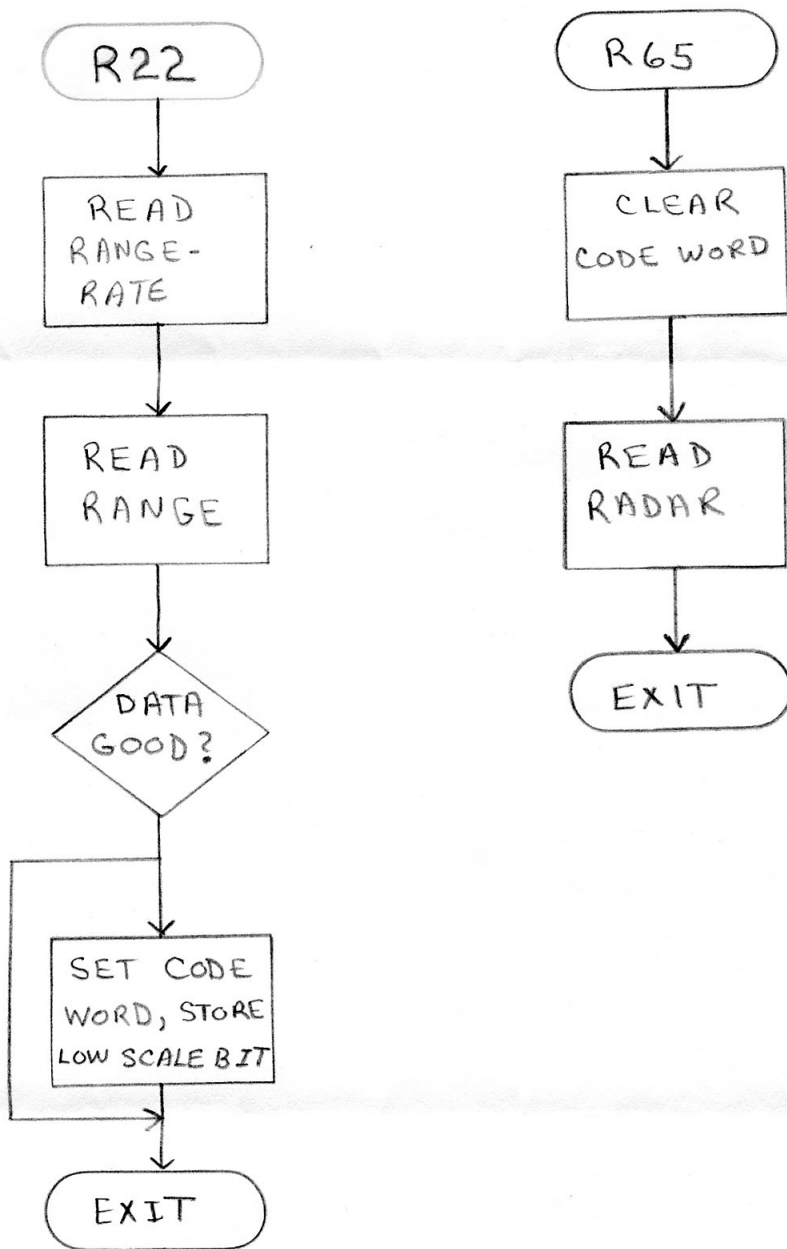 R22
READ
RANGE-
RATE
READ
RANGE
DATA
GOOD?
SET CODE
WORD, STORE
LOW SCALE BIT
EXIT
R65
CLEAR
CODE WORD
READ
RADAR
EXIT